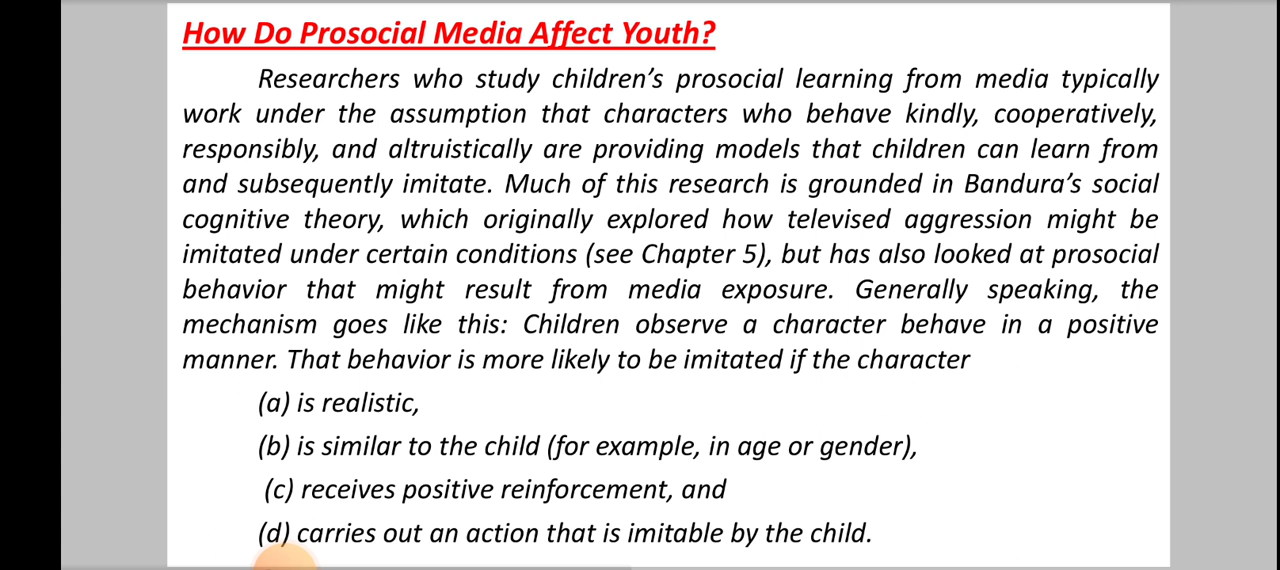 How Do Prosocial Media Affect Youth?
Researchers who study children's prosocial learning from media typically
work under the assumption that characters who behave kindly, cooperatively,
responsibly, and altruistically are providing models that children can learn from
and subsequently imitate. Much of this research is grounded in Bandura's social
cognitive theory, which originally explored how televised aggression might be
imitated under certain conditions (see Chapter 5), but has also looked at prosocial
behavior that might result from media exposure. Generally speaking, the
mechanism goes like this: Children observe a character behave in a positive
manner. That behavior is more likely to be imitated if the character
(a) is realistic,
(b) is similar to the child (for example, in age or gender),
(c) receives positive reinforcement, and
(d) carries out an action that is imitable by the child.